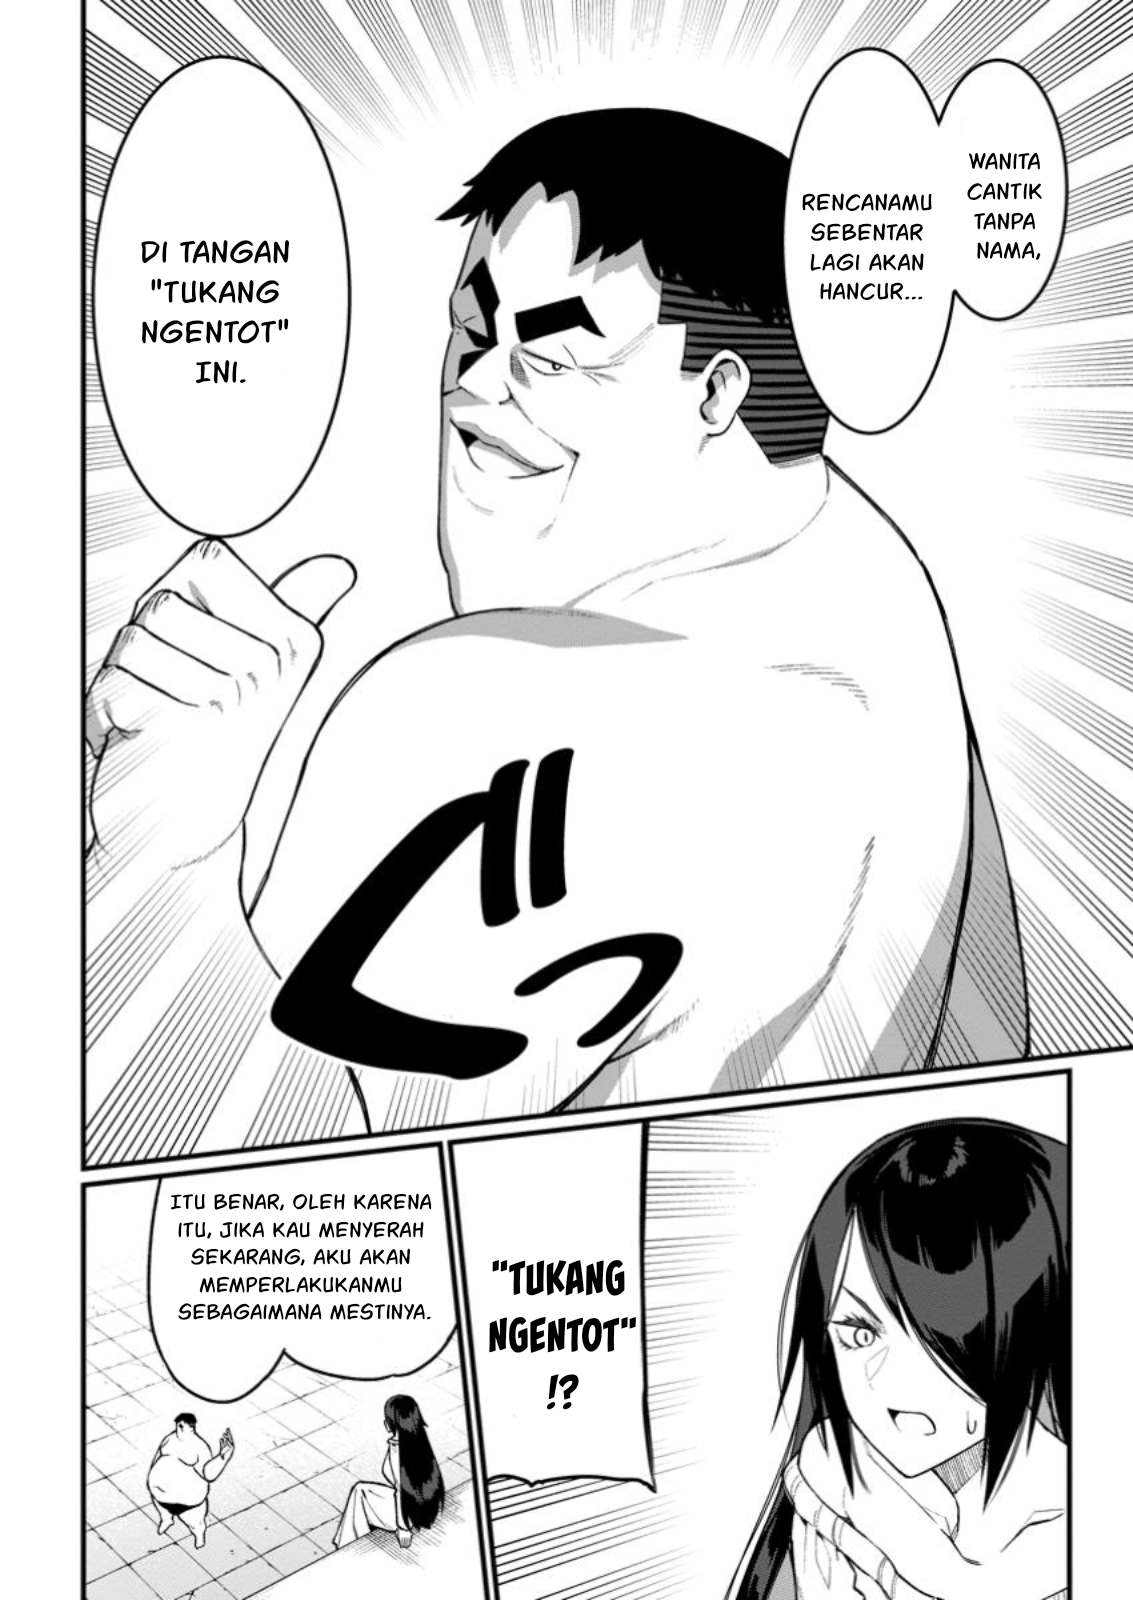 WANITA
CANTIK
TANPA
NAMA,
RENCANAMU
SEBENTAR
LAGI AKAN
HANCUR...
DI TANGAN
"TUKANG
NGENTOT"
INI.
ぐっ
"TUKANG
NGENTOT"
!?
ITU BENAR, OLEH KARENA
ITU, JIKA KAU MENYERAH
SEKARANG, AKU AKAN
MEMPERLAKUKANMU
SEBAGAIMANA MESTINYA.